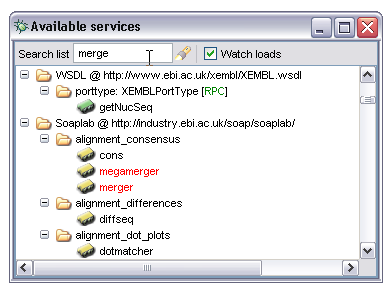 Available services
Search list merge Watch loads
WSDL @ http://www.ebi.ac.uk/xembl/XEMBL.wsdl
porttype: XEMBLPortType [RPC]
getNucSeq
Soaplab @ http://industry.ebi.ac.uk/soap/soaplab/
alignment_consensus
cons
megamerger
merger
alignment_differences
diffseq
alignment_dot_plots
dotmatcher